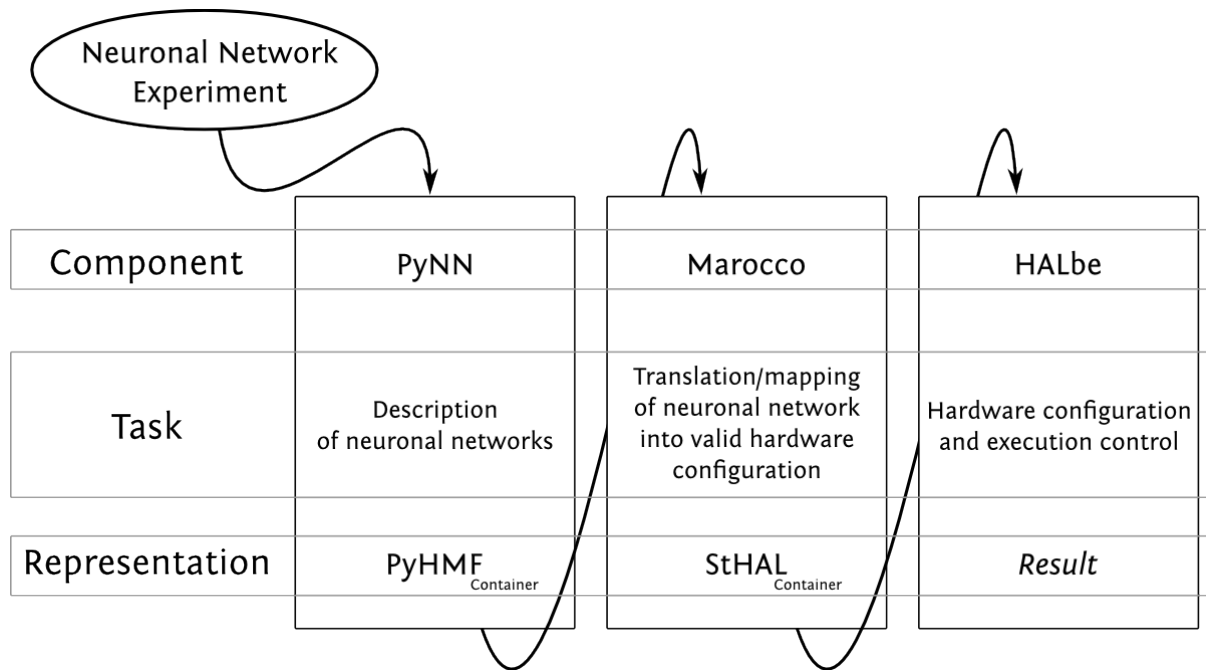 Neuronal Network
Experiment
Component
PyNN
Marocco
HALbe
Task
Description
of neuronal networks
Translation/mapping
of neuronal network
into valid hardware
configuration
Hardware configuration
and execution control
Representation
PyHMF Container
StHAL Container
Result